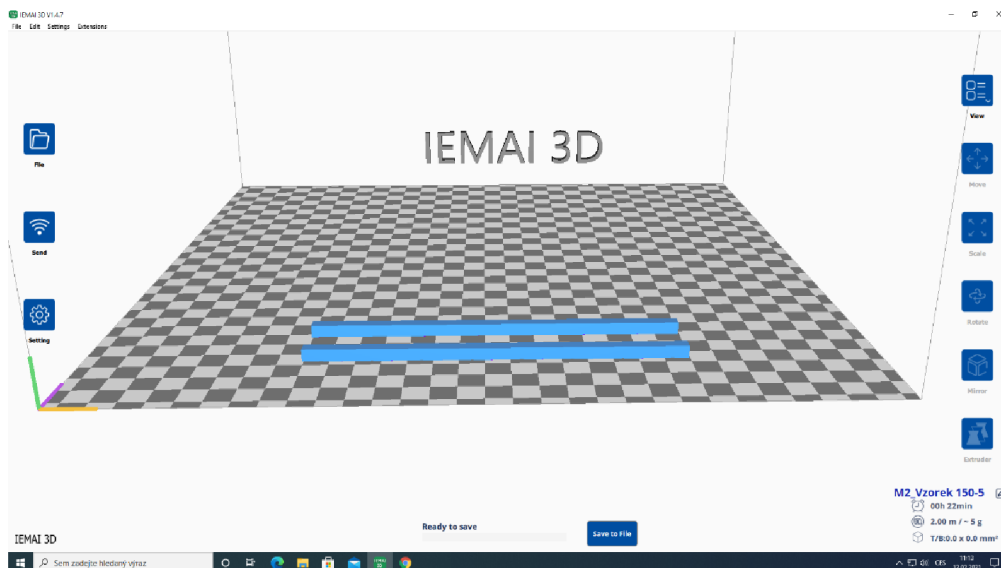 IEMAI 3D V1.4.7
File Edit Settings Extensions
IEMAI 3D
View
File
Move
Send
Scale
Setting
Rotate
Mirror
Extruder
M2_Vzorek 150-5
00h 22min
2.00 m / ~ 5 g
T/B:0.0 x 0.0 mm²
Ready to save
Save to File
IEMAI 3D
Sem zadejte hledaný výraz
CES
11:12